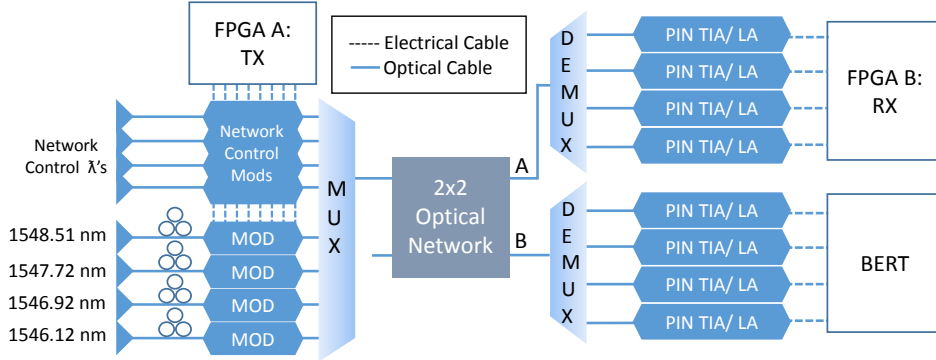 FPGA A:
TX
Electrical Cable
Optical Cable
Network
Control λ's
Network
Control
Mods
1548.51 nm
1547.72 nm
1546.92 nm
1546.12 nm
MOD
MOD
MOD
MOD
MUX
2x2
Optical
Network
A
B
DEMUX
PIN TIA/ LA
PIN TIA/ LA
PIN TIA/ LA
PIN TIA/ LA
FPGA B:
RX
DEMUX
PIN TIA/ LA
PIN TIA/ LA
PIN TIA/ LA
PIN TIA/ LA
BERT